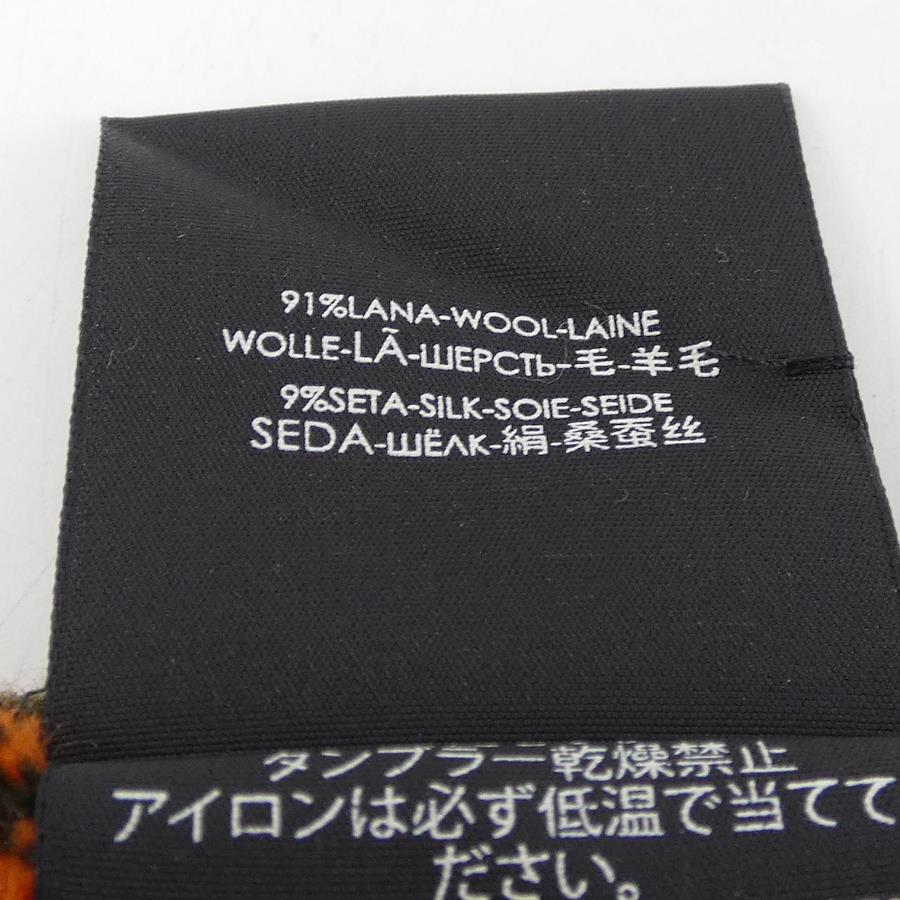 91%LANA-WOOL-LAINE
WOLLE-LÃ-ШЕРСТЬ-毛-羊毛
9%SETA-SILK-SOIE-SEIDE
SEDA-ШЁЛК-絹-桑蚕丝
タンブラー乾燥禁止
アイロンは必ず低温で当てて
ださい。